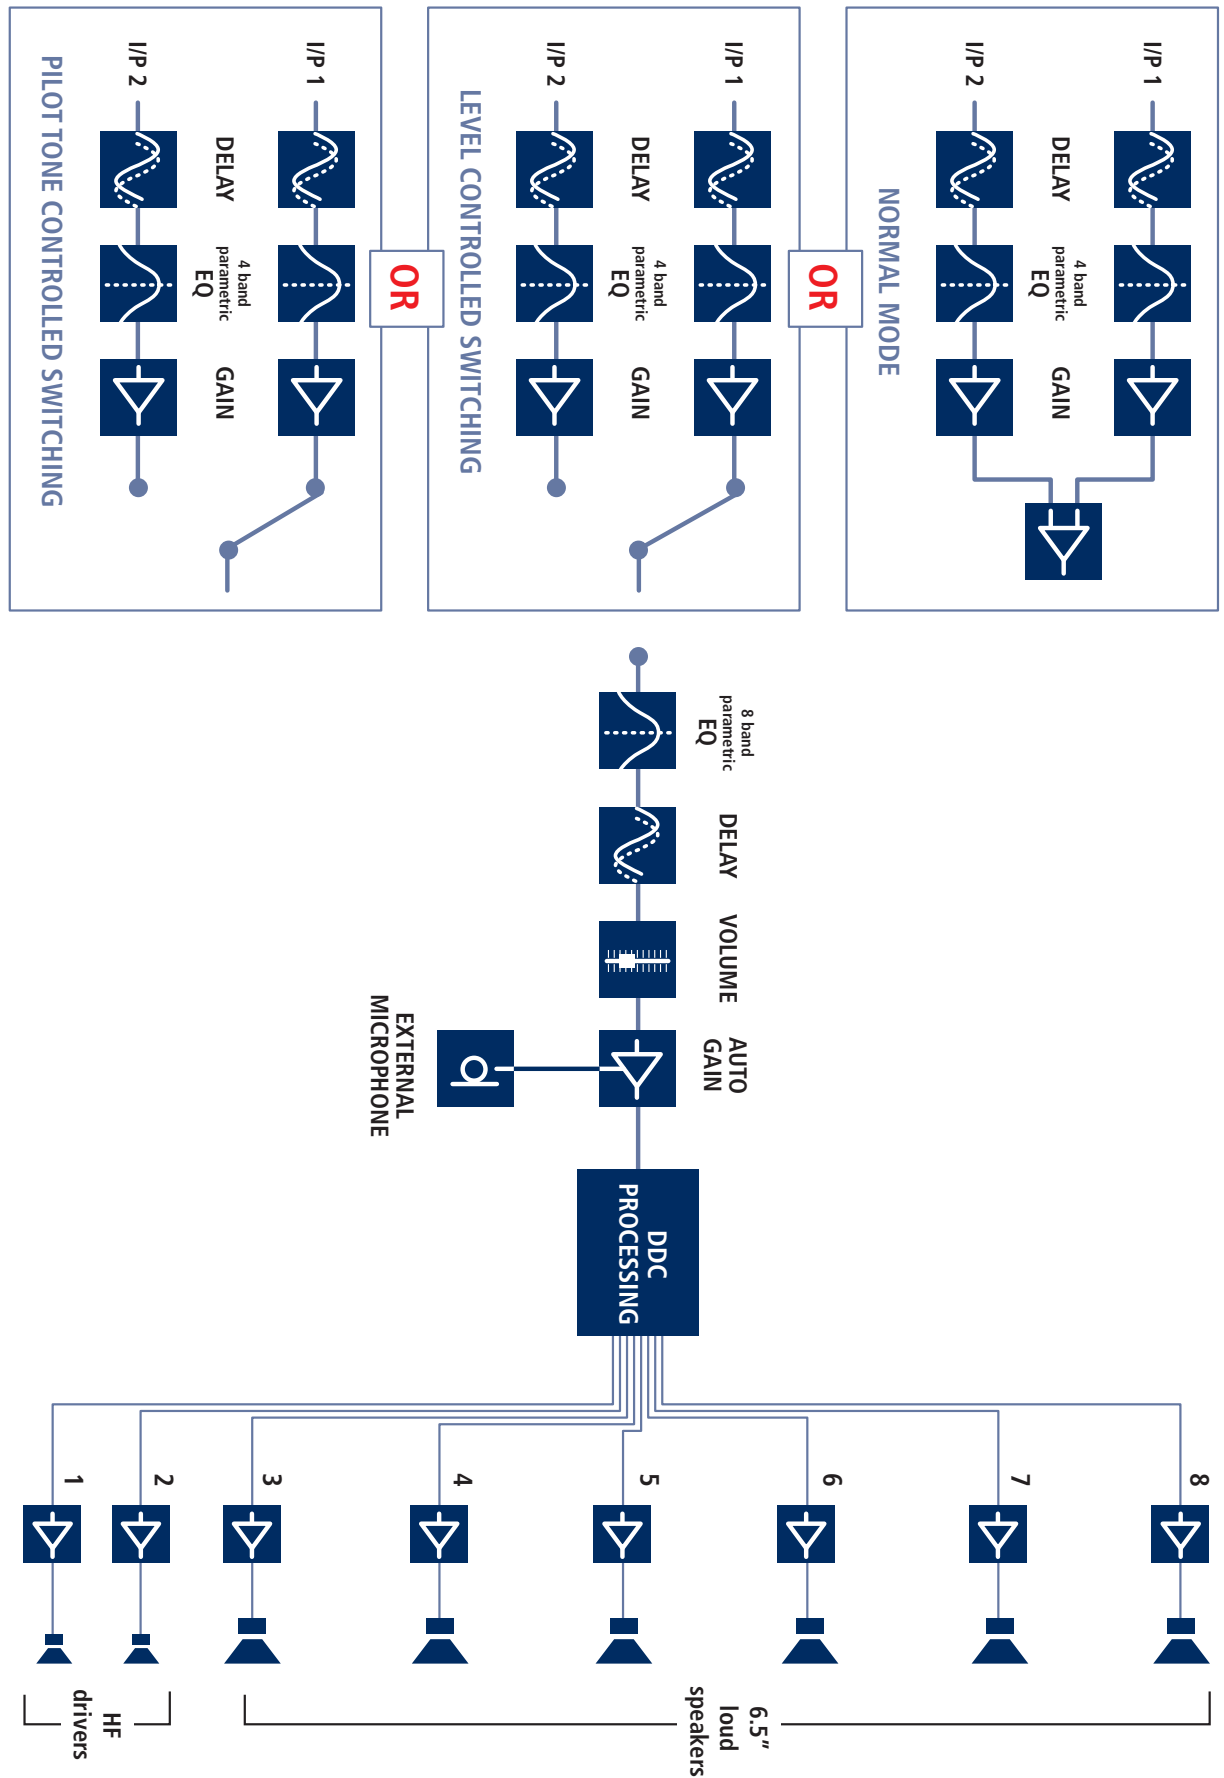 I/P 1
DELAY
4 band
parametric
EQ
GAIN
I/P 2
NORMAL MODE
OR
I/P 1
DELAY
4 band
parametric
EQ
GAIN
I/P 2
LEVEL CONTROLLED SWITCHING
OR
I/P 1
DELAY
4 band
parametric
EQ
GAIN
I/P 2
PILOT TONE CONTROLLED SWITCHING
8 band
parametric
EQ
DELAY
VOLUME
AUTO
GAIN
EXTERNAL
MICROPHONE
DDC
PROCESSING
8
7
6
5
4
3
2
1
6.5”
loud
speakers
HF
drivers